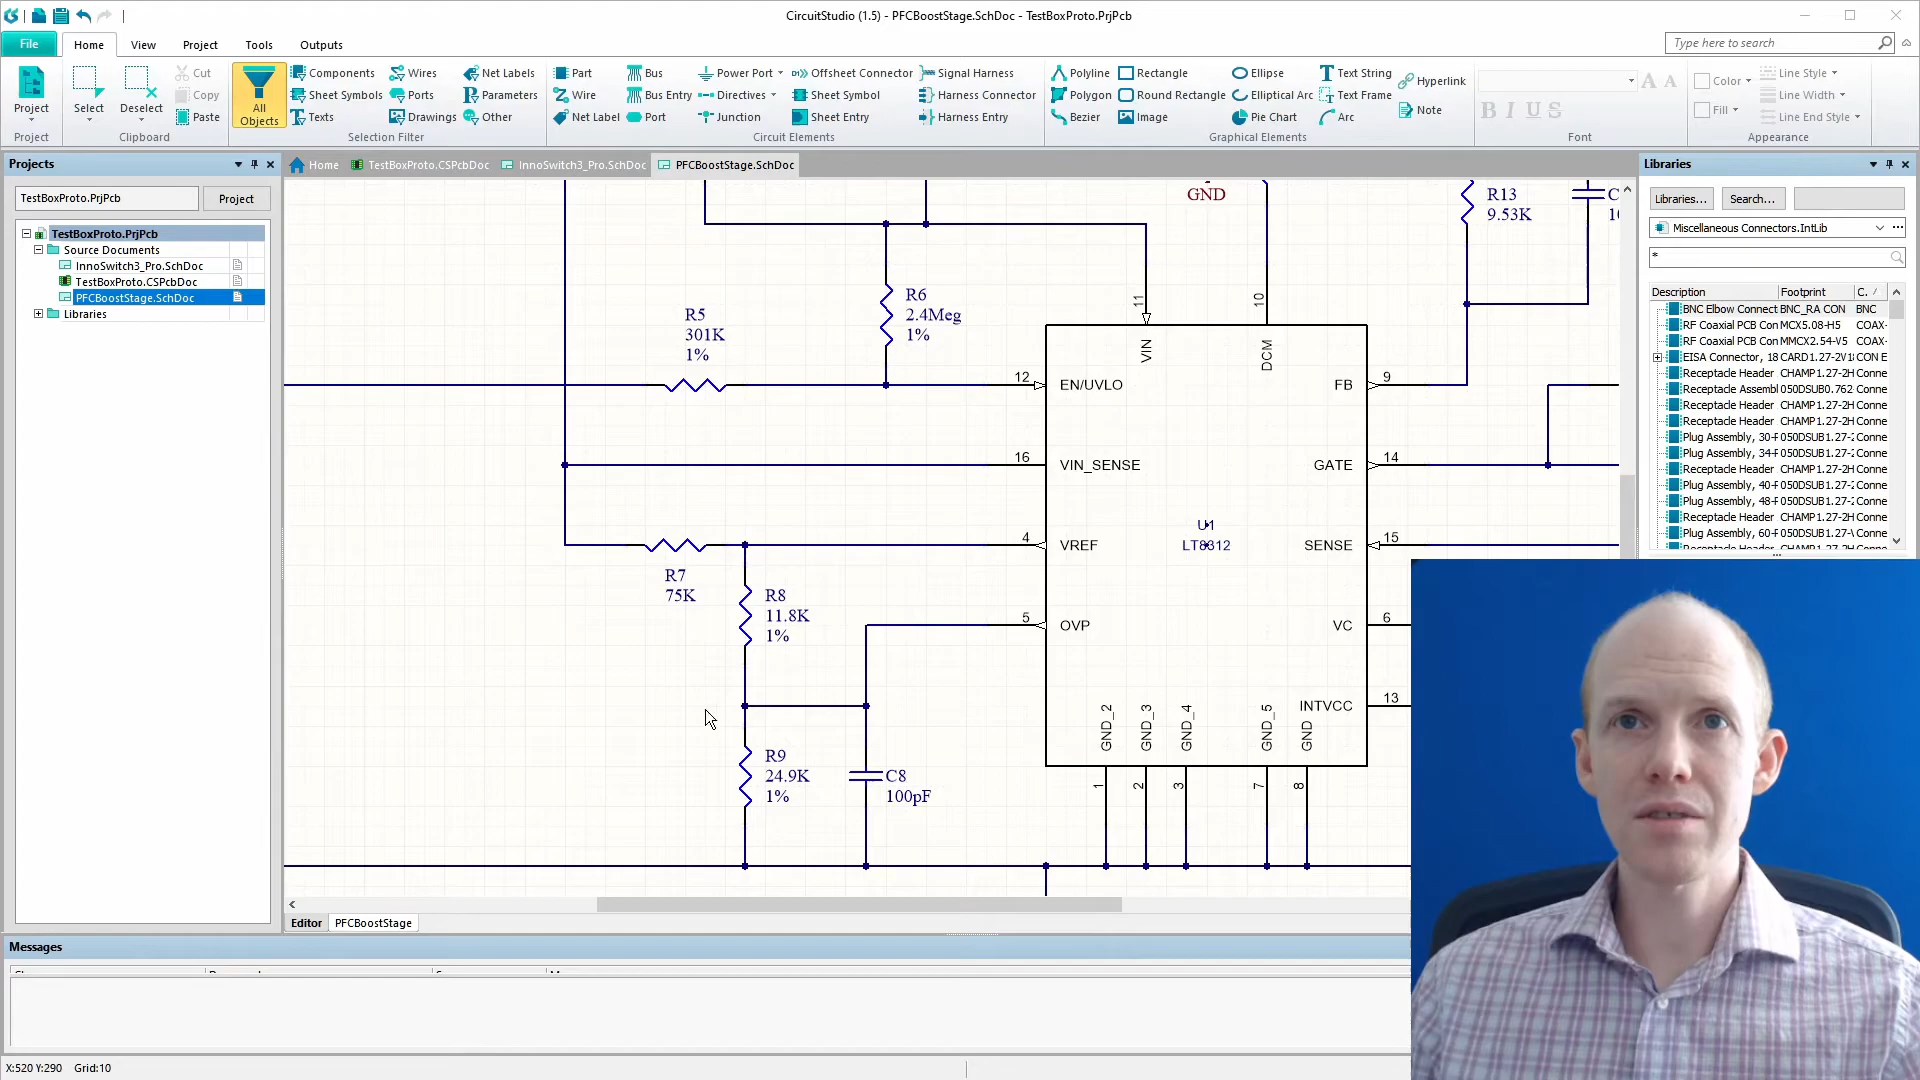 CircuitStudio (1.5) - PFCBoostStage.SchDoc - TestBoxProto.PrjPcb
File Home View Project Tools Outputs
Type here to search
Project Select Deselect Cut Copy Paste
All Objects
Components Wires Net Labels
Sheet Symbols Ports Parameters
Texts Drawings Other
Part Bus Power Port Offsheet Connector Signal Harness
Wire Bus Entry Directives Sheet Symbol Harness Connector
Net Label Port Junction Sheet Entry Harness Entry
Polyline Rectangle Ellipse Text String Hyperlink
Polygon Round Rectangle Elliptical Arc Text Frame Note
Bezier Image Pie Chart Arc
A A
B I U S
Color Line Style
Fill Line Width
Line End Style
Project Clipboard Selection Filter Circuit Elements Graphical Elements Font Appearance
Projects
TestBoxProto.PrjPcb Project
TestBoxProto.PrjPcb
Source Documents
InnoSwitch3_Pro.SchDoc
TestBoxProto.CSPcbDoc
PFCBoostStage.SchDoc
Libraries
Home TestBoxProto.CSPcbDoc InnoSwitch3_Pro.SchDoc PFCBoostStage.SchDoc
GND
R13
9.53K
R5
301K
1%
R6
2.4Meg
1%
11 10
VIN DCM
12 EN/UVLO FB 9
16 VIN_SENSE GATE 14
U1
LT8312
4 VREF SENSE 15
5 OVP VC 6
INTVCC 13
GND_2 GND_3 GND_4 GND_5 GND
1 2 3 7 8
R7
75K
R8
11.8K
1%
R9
24.9K
1%
C8
100pF
Editor PFCBoostStage
Libraries
Libraries... Search...
Miscellaneous Connectors.IntLib
*
Description Footprint C.
BNC Elbow Connect BNC_RA CON BNC
RF Coaxial PCB Con MCX5.08-H5 COAX-
RF Coaxial PCB Con MMCX2.54-V5 COAX-
EISA Connector, 18 CARD1.27-2V1 CON E
Receptacle Header CHAMP1.27-2H Conne
Receptacle Assembl 050DSUB0.762 Conne
Receptacle Header CHAMP1.27-2H Conne
Receptacle Header CHAMP1.27-2H Conne
Plug Assembly, 30-F 050DSUB1.27-2 Conne
Plug Assembly, 34-F 050DSUB1.27-2 Conne
Receptacle Header CHAMP1.27-2H Conne
Plug Assembly, 40-F 050DSUB1.27-2 Conne
Plug Assembly, 48-F 050DSUB1.27-2 Conne
Receptacle Header CHAMP1.27-2H Conne
Plug Assembly, 60-F 050DSUB1.27-2 Conne
Messages
X:520 Y:290 Grid:10